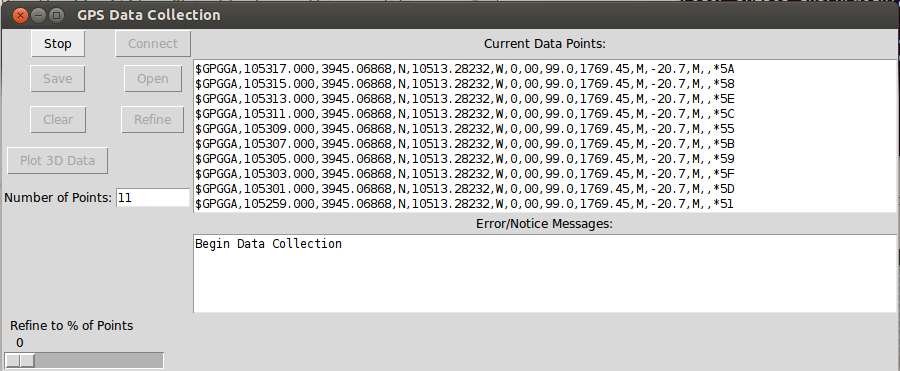 GPS Data Collection
Stop
Connect
Current Data Points:
Save
Open
Clear
Refine
Plot 3D Data
Number of Points: 11
$GPGGA,105317.000,3945.06868,N,10513.28232,W,0,00,99.0,1769.45,M,-20.7,M,,*5A
$GPGGA,105315.000,3945.06868,N,10513.28232,W,0,00,99.0,1769.45,M,-20.7,M,,*58
$GPGGA,105313.000,3945.06868,N,10513.28232,W,0,00,99.0,1769.45,M,-20.7,M,,*5E
$GPGGA,105311.000,3945.06868,N,10513.28232,W,0,00,99.0,1769.45,M,-20.7,M,,*5C
$GPGGA,105309.000,3945.06868,N,10513.28232,W,0,00,99.0,1769.45,M,-20.7,M,,*55
$GPGGA,105307.000,3945.06868,N,10513.28232,W,0,00,99.0,1769.45,M,-20.7,M,,*5B
$GPGGA,105305.000,3945.06868,N,10513.28232,W,0,00,99.0,1769.45,M,-20.7,M,,*59
$GPGGA,105303.000,3945.06868,N,10513.28232,W,0,00,99.0,1769.45,M,-20.7,M,,*5F
$GPGGA,105301.000,3945.06868,N,10513.28232,W,0,00,99.0,1769.45,M,-20.7,M,,*5D
$GPGGA,105259.000,3945.06868,N,10513.28232,W,0,00,99.0,1769.45,M,-20.7,M,,*51
Error/Notice Messages:
Begin Data Collection
Refine to % of Points
0